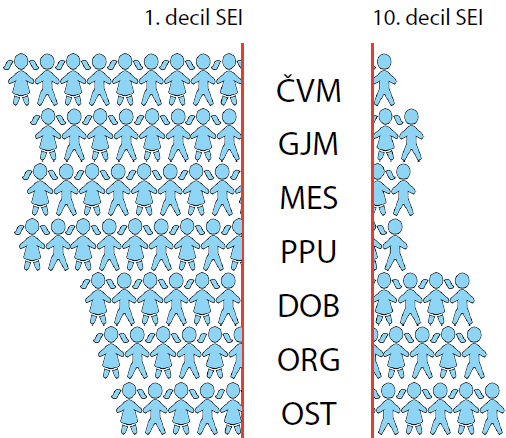 1. decil SEI
10. decil SEI
ČVM
GJM
MES
PPU
DOB
ORG
OST